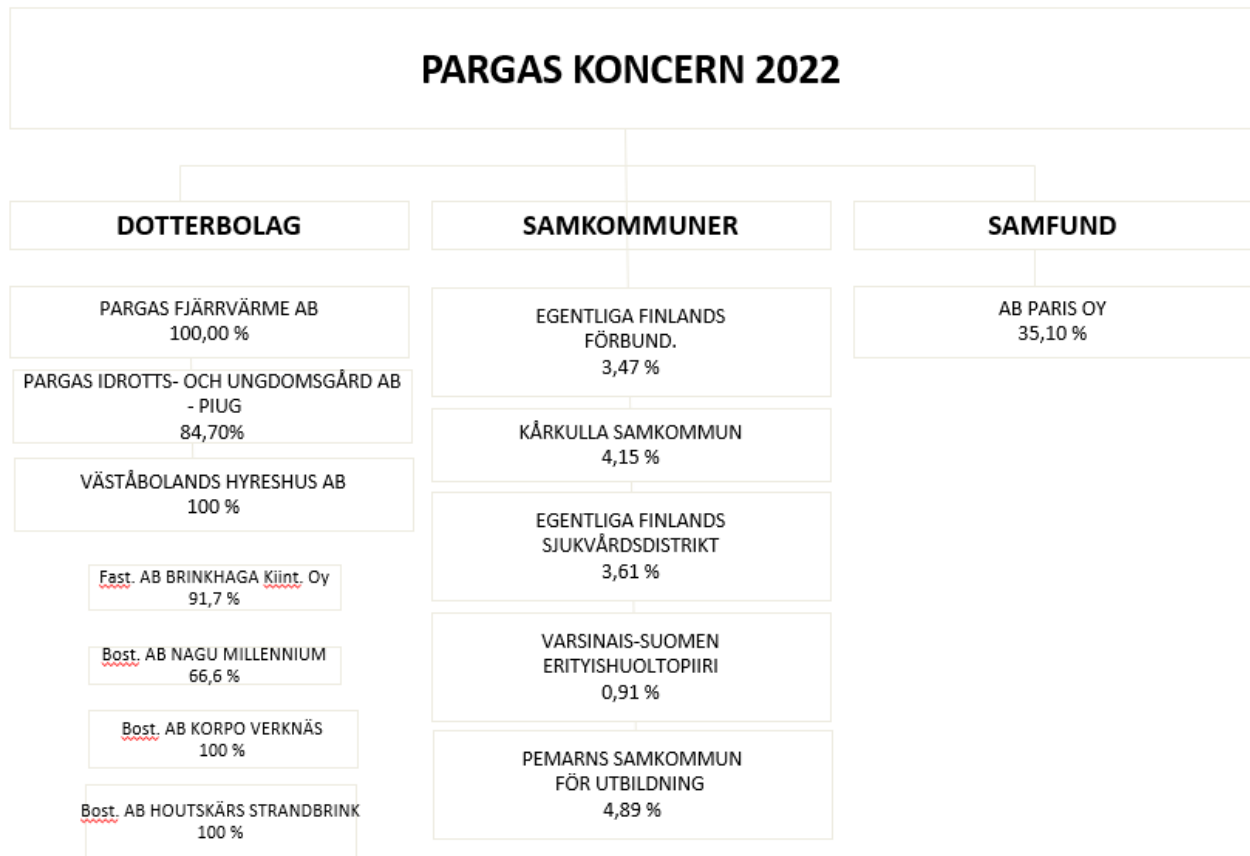 PARGAS KONCERN 2022
DOTTERBOLAG
PARGAS FJÄRRVÄRME AB
100,00 %
PARGAS IDROTTS- OCH UNGDOMSGÅRD AB
- PIUG
84,70%
VÄSTÅBOLANDS HYRESHUS AB
100 %
Fast. AB BRINKHAGA Kiint. Oy
91,7 %
Bost. AB NAGU MILLENNIUM
66,6 %
Bost. AB KORPO VERKNÄS
100 %
Bost. AB HOUTSKÄRS STRANDBRINK
100 %
SAMKOMMUNER
EGENTLIGA FINLANDS
FÖRBUND.
3,47 %
KÅRKULLA SAMKOMMUN
4,15 %
EGENTLIGA FINLANDS
SJUKVÅRDSDISTRIKT
3,61 %
VARSINAIS-SUOMEN
ERITYISHUOLTOPIIRI
0,91 %
PEMARNS SAMKOMMUN
FÖR UTBILDNING
4,89 %
SAMFUND
AB PARIS OY
35,10 %